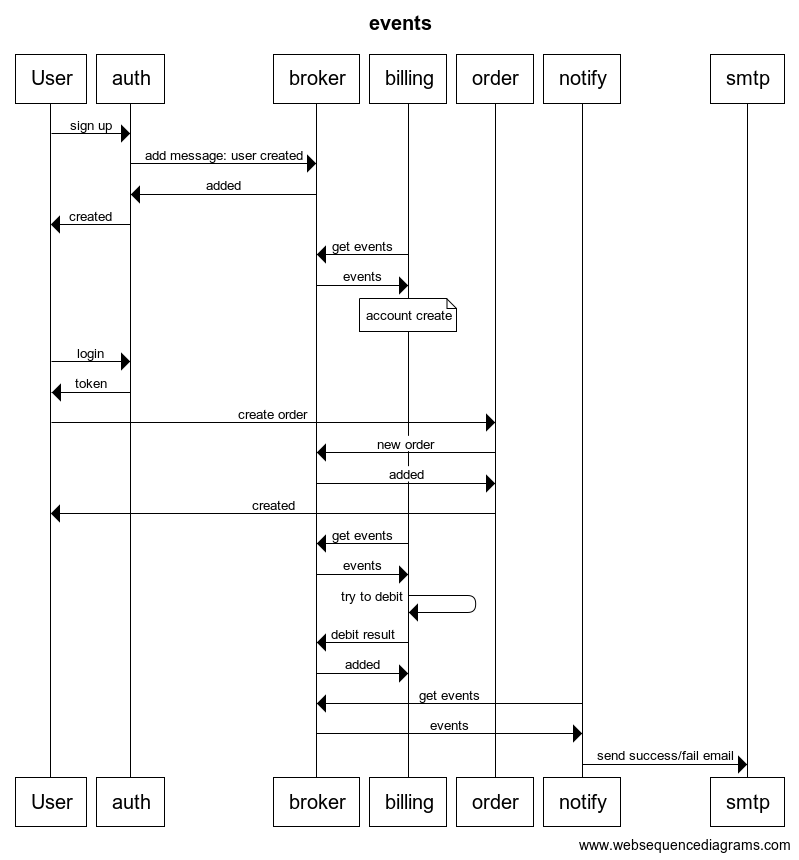 events
User
auth
broker
billing
order
notify
smtp
sign up
add message: user created
added
created
get events
events
account create
login
token
create order
new order
added
created
get events
events
try to debit
debit result
added
get events
events
send success/fail email
User
auth
broker
billing
order
notify
smtp
www.websequencediagrams.com